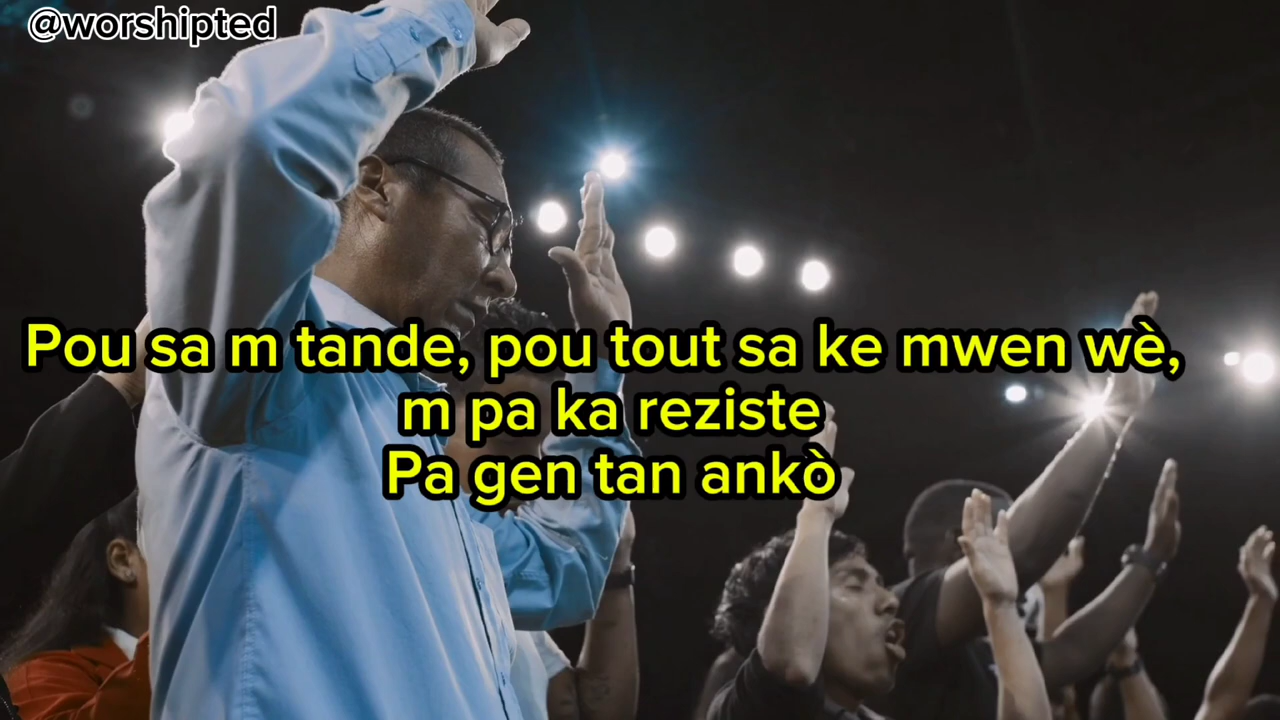 @worshipted
Pou sa m tande, pou tout sa ke mwen wè,
m pa ka reziste
Pa gen tan ankò